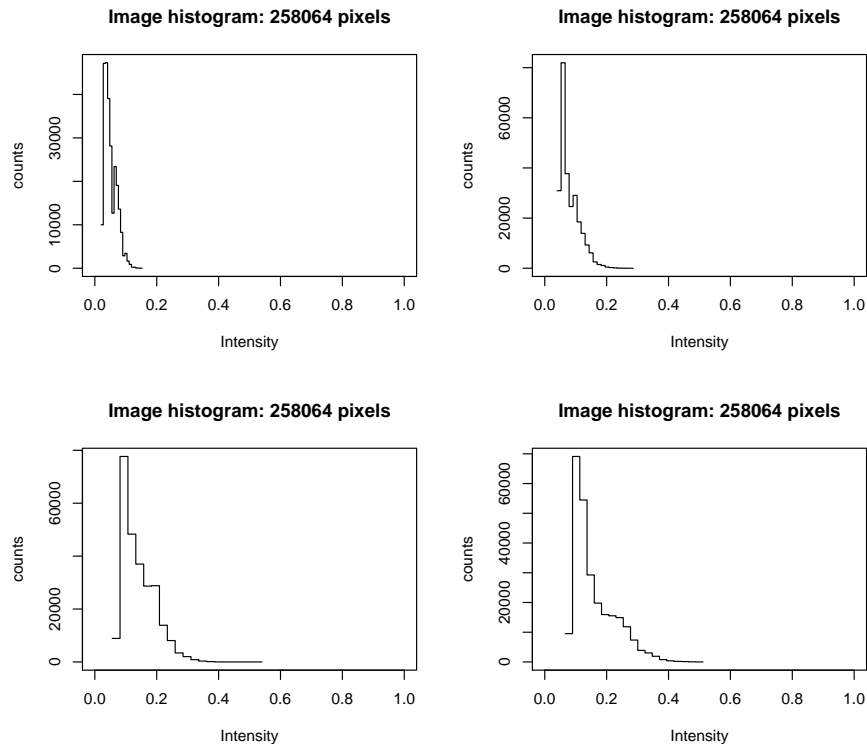 Image histogram: 258064 pixels
counts
0 10000 30000
0.0 0.2 0.4 0.6 0.8 1.0
Intensity
Image histogram: 258064 pixels
counts
0 20000 60000
0.0 0.2 0.4 0.6 0.8 1.0
Intensity
Image histogram: 258064 pixels
counts
0 20000 60000
0.0 0.2 0.4 0.6 0.8 1.0
Intensity
Image histogram: 258064 pixels
counts
0 10000 20000 30000 40000 50000 60000 70000
0.0 0.2 0.4 0.6 0.8 1.0
Intensity